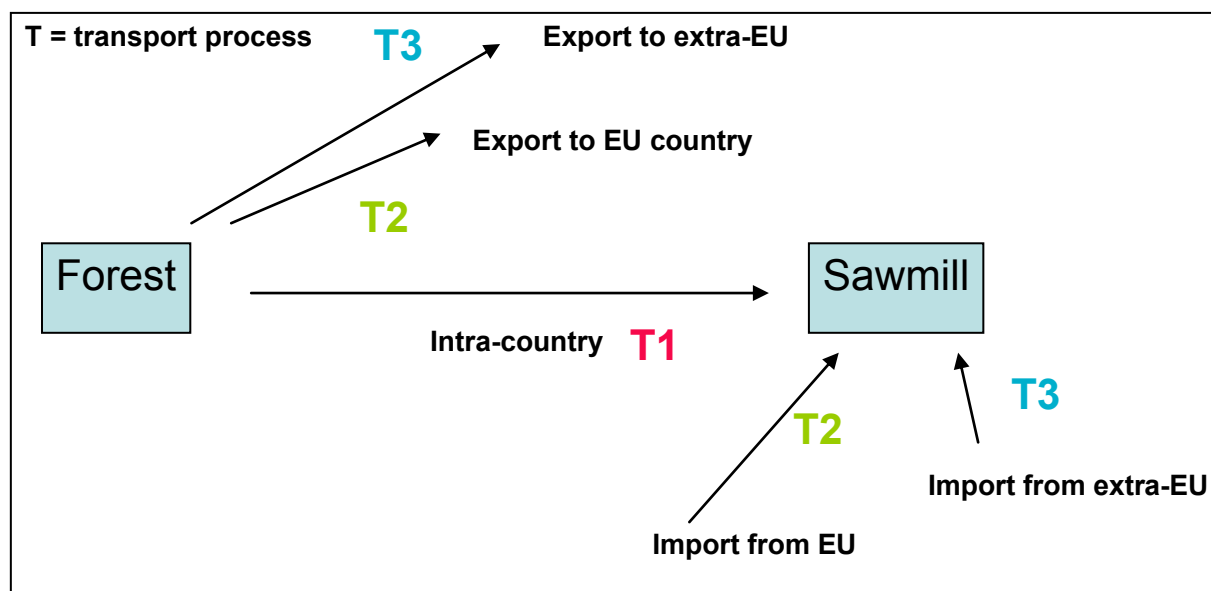 T = transport process
T3
Export to extra-EU
Export to EU country
T2
Forest
Sawmill
Intra-country
T1
T3
T2
Import from extra-EU
Import from EU